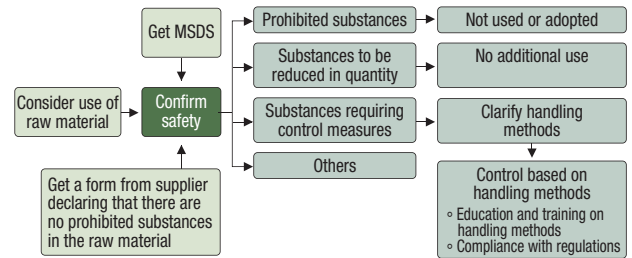 Get MSDS
Consider use of
raw material
Confirm
safety
Get a form from supplier
declaring that there are
no prohibited substances
in the raw material
Prohibited substances
Not used or adopted
Substances to be
reduced in quantity
No additional use
Substances requiring
control measures
Clarify handling
methods
Others
Control based on
handling methods
° Education and training on
handling methods
° Compliance with regulations